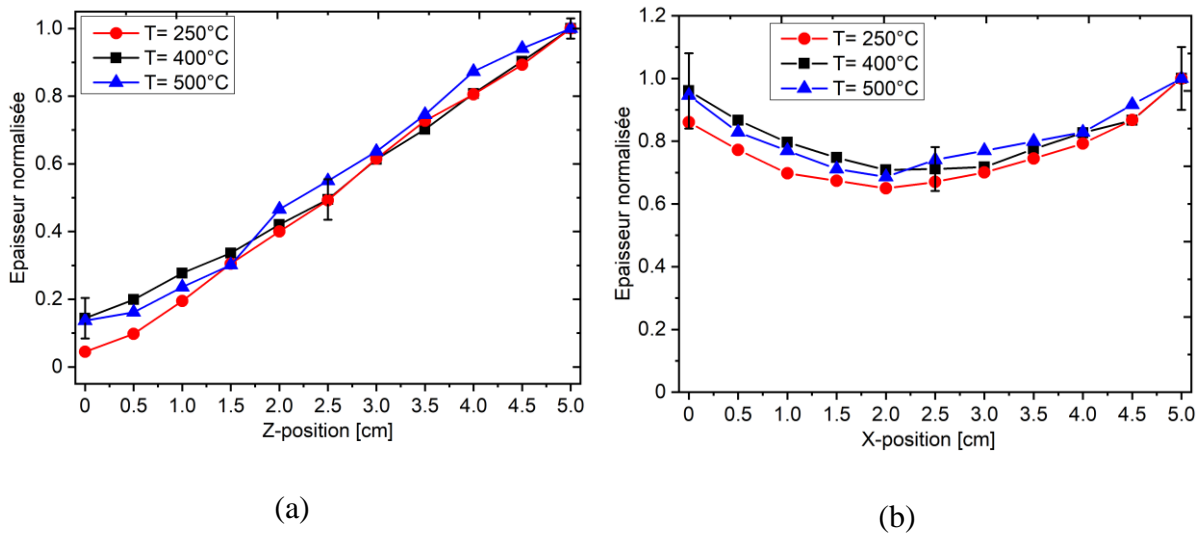 1.0
0.8
0.6
0.4
0.2
0
Epaisseur normalisée
T= 250°C
T= 400°C
T= 500°C
0 0.5 1.0 1.5 2.0 2.5 3.0 3.5 4.0 4.5 5.0
Z-position [cm]
(a)
1.2
1.0
0.8
0.6
0.4
0.2
0
Epaisseur normalisée
T= 250°C
T= 400°C
T= 500°C
0 0.5 1.0 1.5 2.0 2.5 3.0 3.5 4.0 4.5 5.0
X-position [cm]
(b)